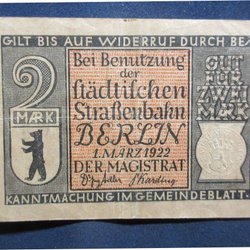 GILT BIS AUF WIDERRUF DURCH BE
2
MARK
Bei Benutzung
der
städtischen
Straßenbahn
BERLIN
1. MÄRZ 1922
DER MAGISTRAT
GUT
FÜR
ZWEI
MARK
KANNTMACHUNG IM GEMEINDEBLATT